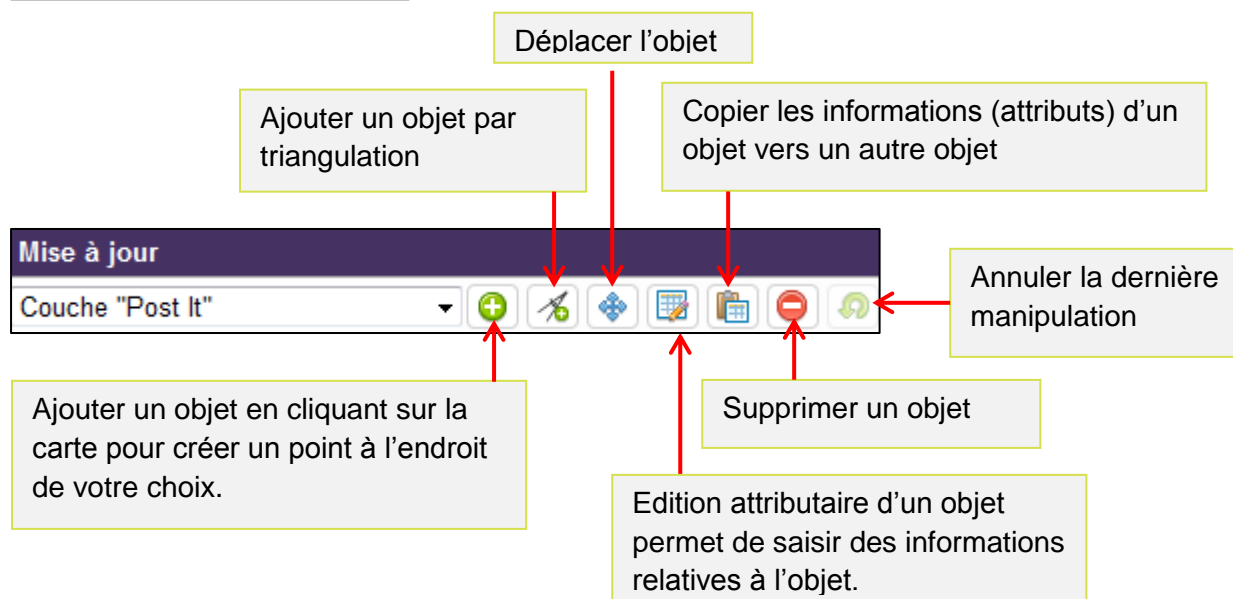 Déplacer l’objet
Ajouter un objet par
triangulation
Copier les informations (attributs) d’un
objet vers un autre objet
Mise à jour
Couche "Post It"
Annuler la dernière
manipulation
Ajouter un objet en cliquant sur la
carte pour créer un point à l’endroit
de votre choix.
Supprimer un objet
Edition attributaire d’un objet
permet de saisir des informations
relatives à l’objet.